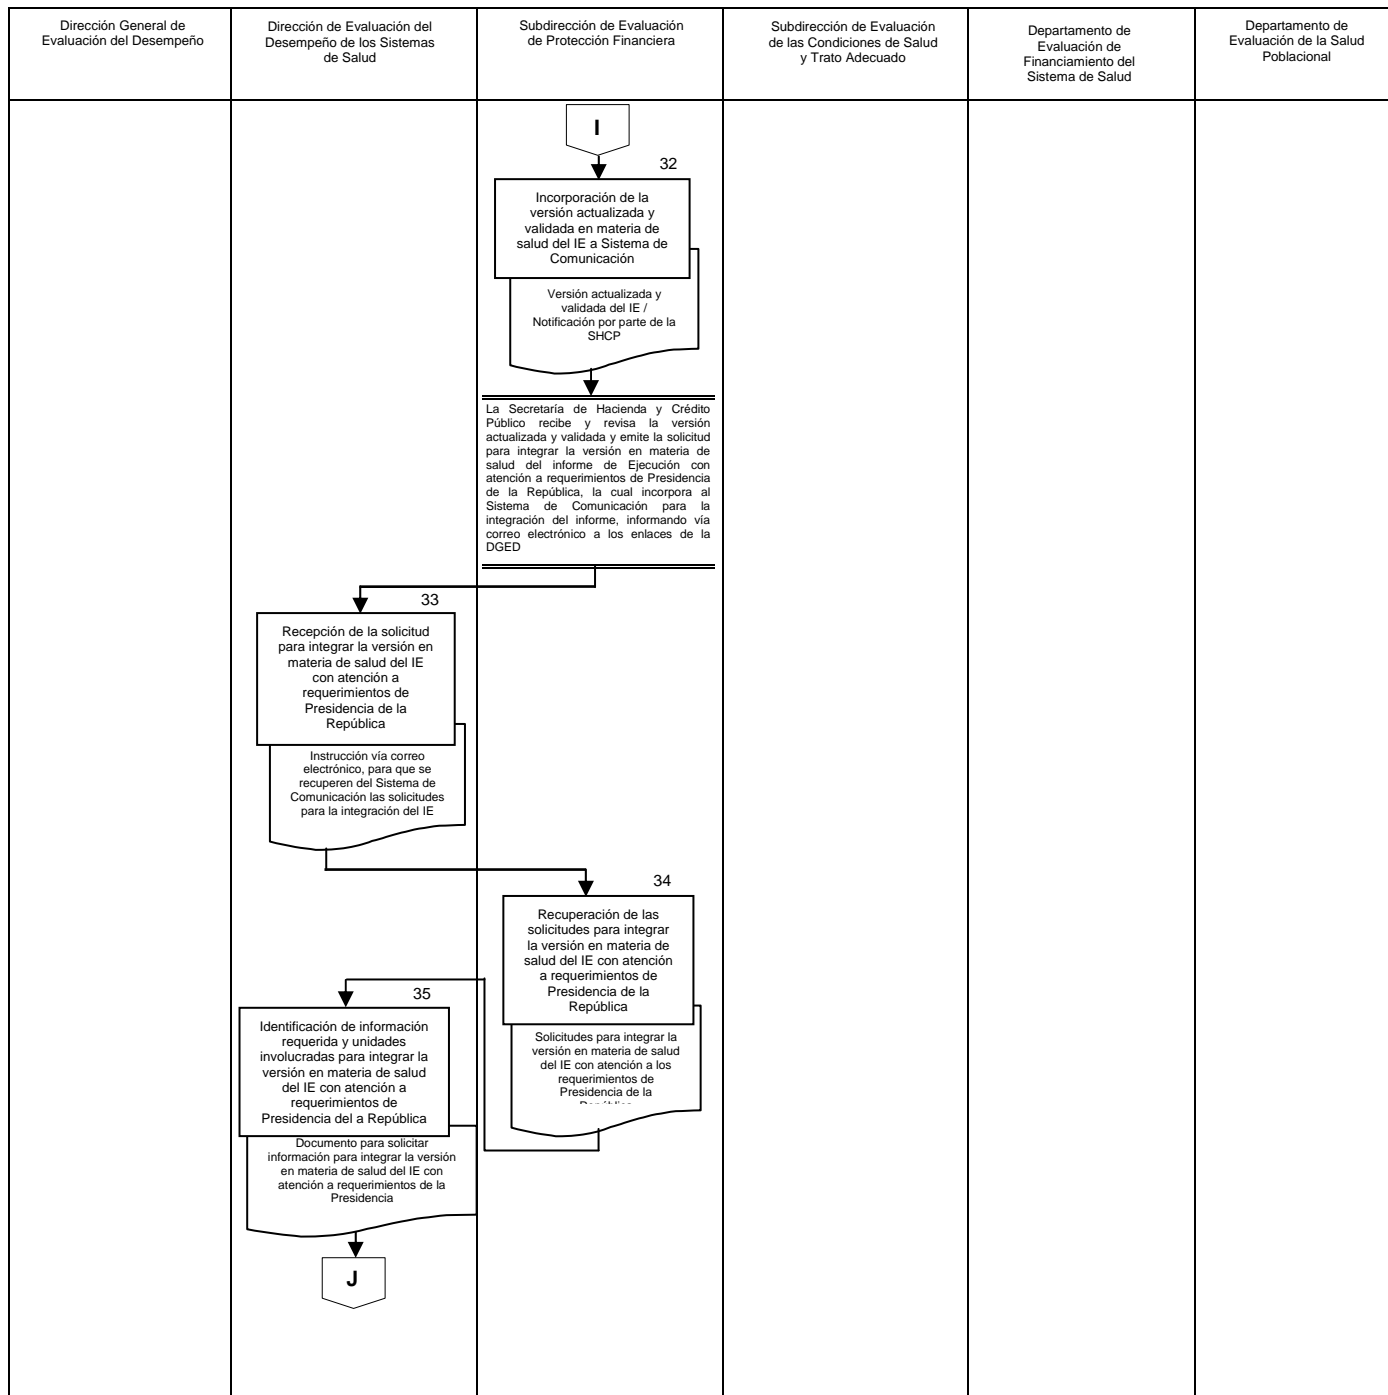 Dirección General de
Evaluación del Desempeño
Dirección de Evaluación del
Desempeño de los Sistemas
de Salud
Subdirección de Evaluación
de Protección Financiera
Subdirección de Evaluación
de las Condiciones de Salud
y Trato Adecuado
Departamento de
Evaluación de
Financiamiento del
Sistema de Salud
Departamento de
Evaluación de la Salud
Poblacional
I
32
Incorporación de la
versión actualizada y
validada en materia de
salud del IE a Sistema de
Comunicación
Versión actualizada y
validada del IE /
Notificación por parte de la
SHCP
La Secretaría de Hacienda y Crédito
Público recibe y revisa la versión
actualizada y validada y emite la solicitud
para integrar la versión en materia de
salud del informe de Ejecución con
atención a requerimientos de Presidencia
de la República, la cual incorpora al
Sistema de Comunicación para la
integración del informe, informando vía
correo electrónico a los enlaces de la
DGED
33
Recepción de la solicitud
para integrar la versión en
materia de salud del IE
con atención a
requerimientos de
Presidencia de la
República
Instrucción vía correo
electrónico, para que se
recuperen del Sistema de
Comunicación las solicitudes
para la integración del IE
34
Recuperación de las
solicitudes para integrar
la versión en materia de
salud del IE con atención
a requerimientos de
Presidencia de la
República
Solicitudes para integrar la
versión en materia de salud
del IE con atención a los
requerimientos de
Presidencia de la
35
Identificación de información
requerida y unidades
involucradas para integrar la
versión en materia de salud
del IE con atención a
requerimientos de
Presidencia del a República
Documento para solicitar
información para integrar la versión
en materia de salud del IE con
atención a requerimientos de la
Presidencia
J